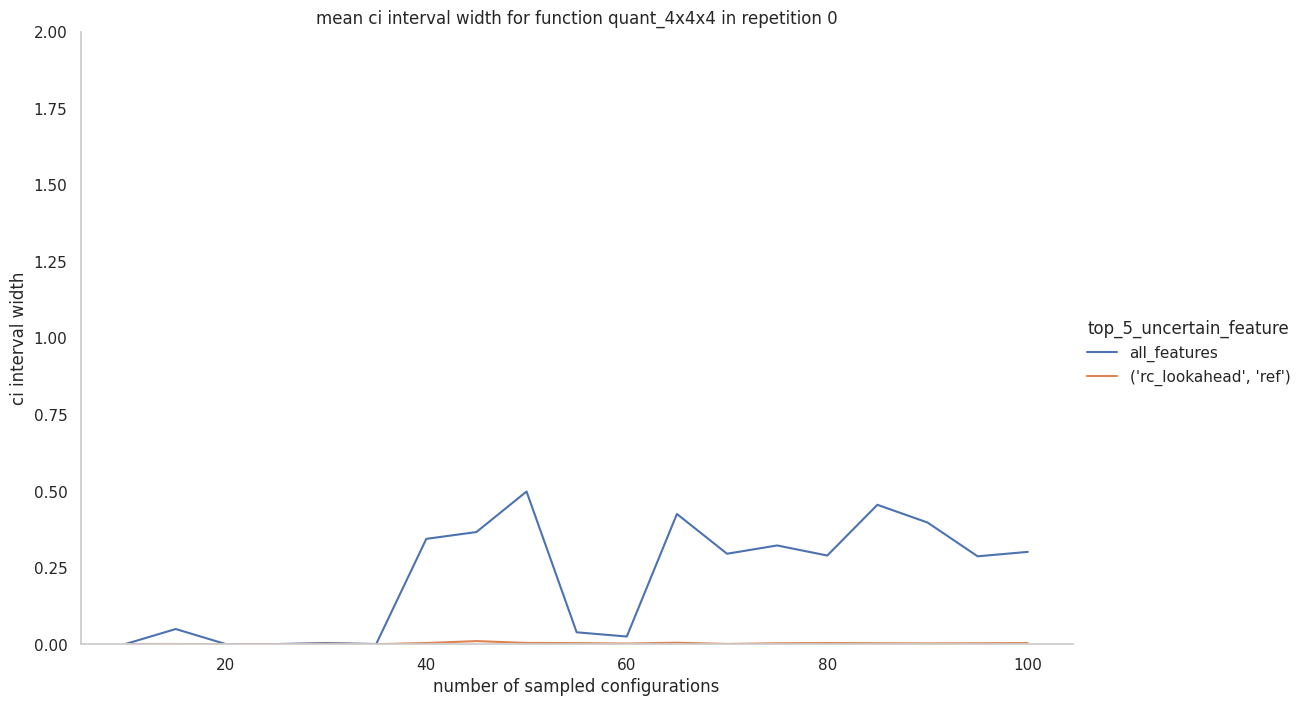 mean ci interval width for function quant_4x4x4 in repetition 0
2.00
1.75
1.50
1.25
1.00
0.75
0.50
0.25
0.00
ci interval width
20
40
60
80
100
number of sampled configurations
top_5_uncertain_feature
all_features
('rc_lookahead', 'ref')